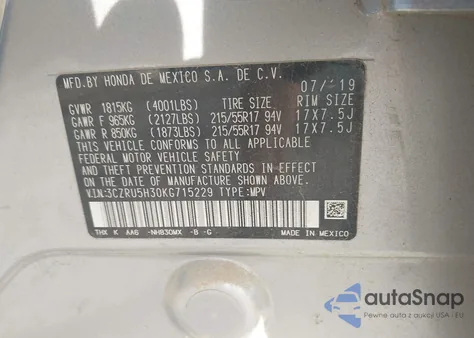 MFD.BY HONDA DE MEXICO S.A. DE C.V.
07/19
GVWR 1815KG (4001LBS) TIRE SIZE RIM SIZE
GAWR F 965KG (2127LBS) 215/55R17 94V 17X7.5J
GAWR R 850KG (1873LBS) 215/55R17 94V 17X7.5J
THIS VEHICLE CONFORMS TO ALL APPLICABLE
FEDERAL MOTOR VEHICLE SAFETY, BUMPER, AND
THEFT PREVENTION STANDARDS IN EFFECT ON THE
DATE OF MANUFACTURE SHOWN ABOVE.
VIN:3CZRU5H30KG715229 TYPE:MPV
THX K AAG -NH830MX -B -G MADE IN MEXICO
autoSnap
Pewne auta z aukcji USA i EU